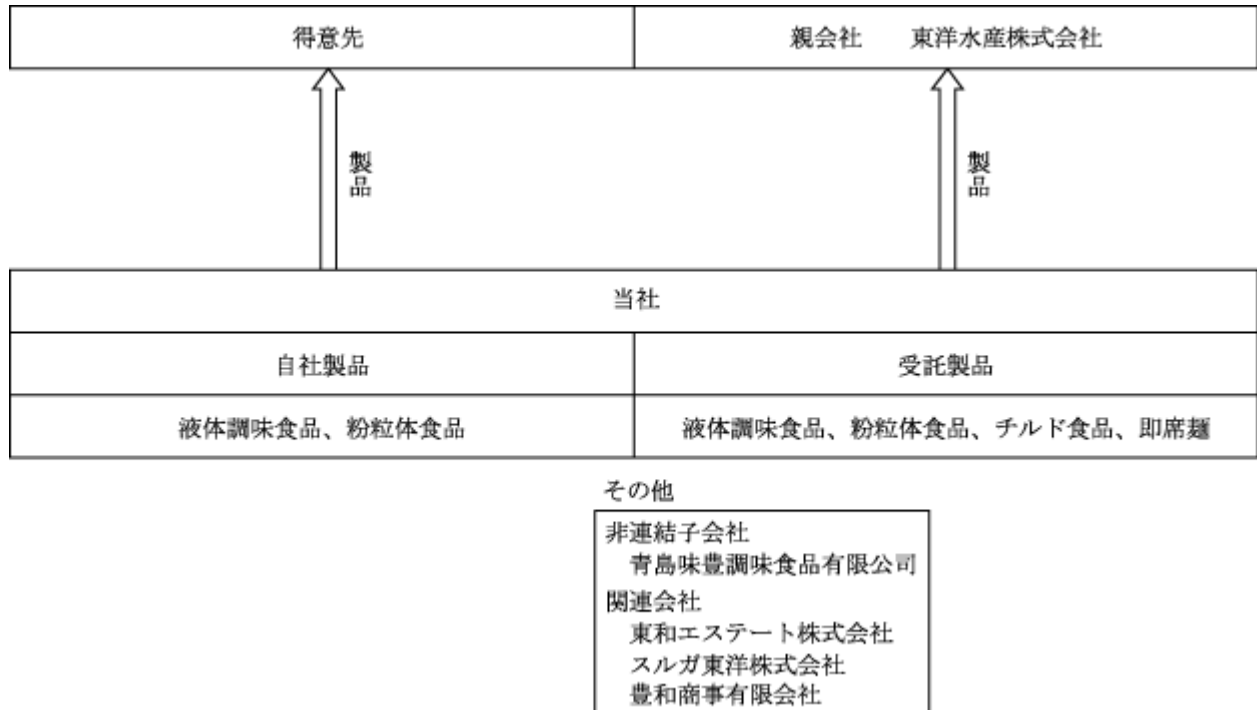 得意先
親会社　　東洋水産株式会社
製品
製品
当社
自社製品
受託製品
液体調味食品、粉粒体食品
液体調味食品、粉粒体食品、チルド食品、即席麺
その他
非連結子会社
青島味豊調味食品有限公司
関連会社
東和エステート株式会社
スルガ東洋株式会社
豊和商事有限会社